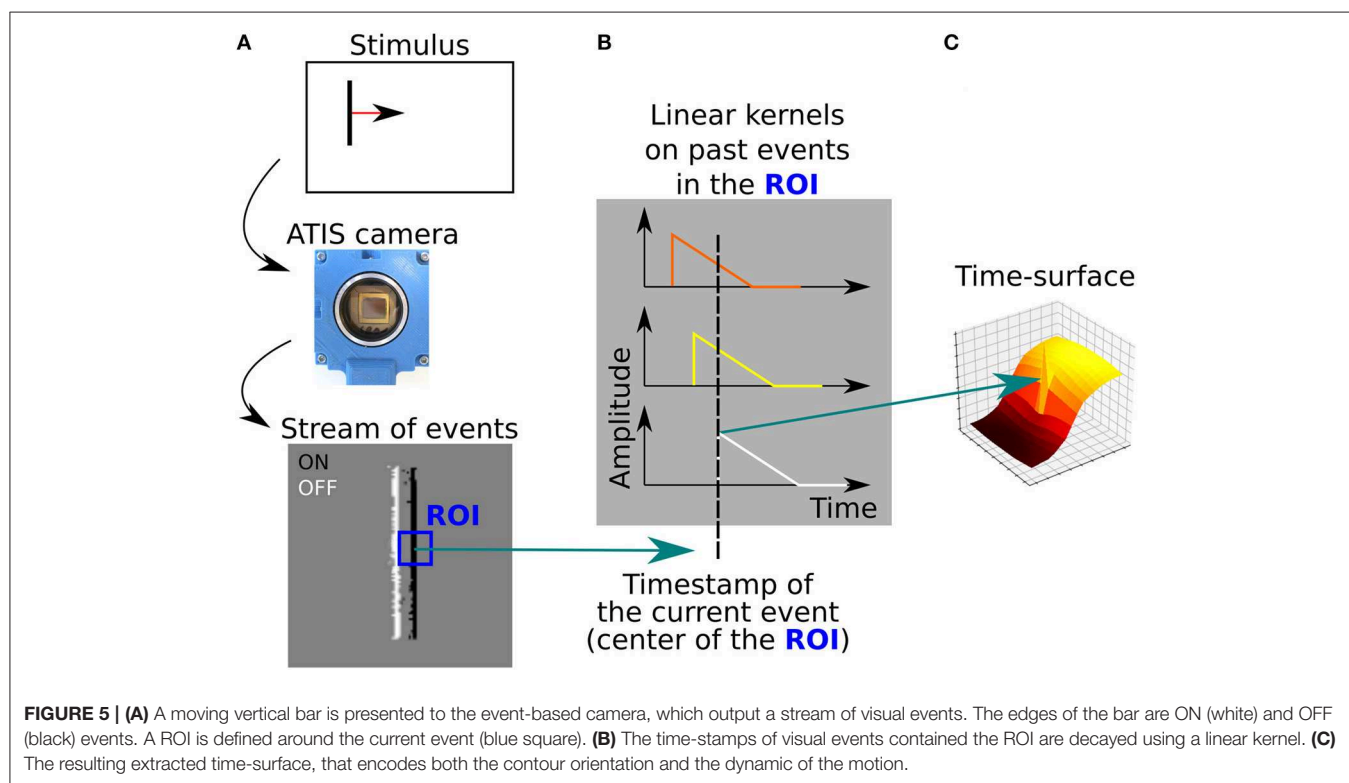 A
Stimulus
ATIS camera
Stream of events
ON
OFF
ROI
B
Linear kernels
on past events
in the ROI
Amplitude
Time
Timestamp of
the current event
(center of the ROI)
C
Time-surface
FIGURE 5 | (A) A moving vertical bar is presented to the event-based camera, which output a stream of visual events. The edges of the bar are ON (white) and OFF
(black) events. A ROI is defined around the current event (blue square). (B) The time-stamps of visual events contained the ROI are decayed using a linear kernel. (C)
The resulting extracted time-surface, that encodes both the contour orientation and the dynamic of the motion.